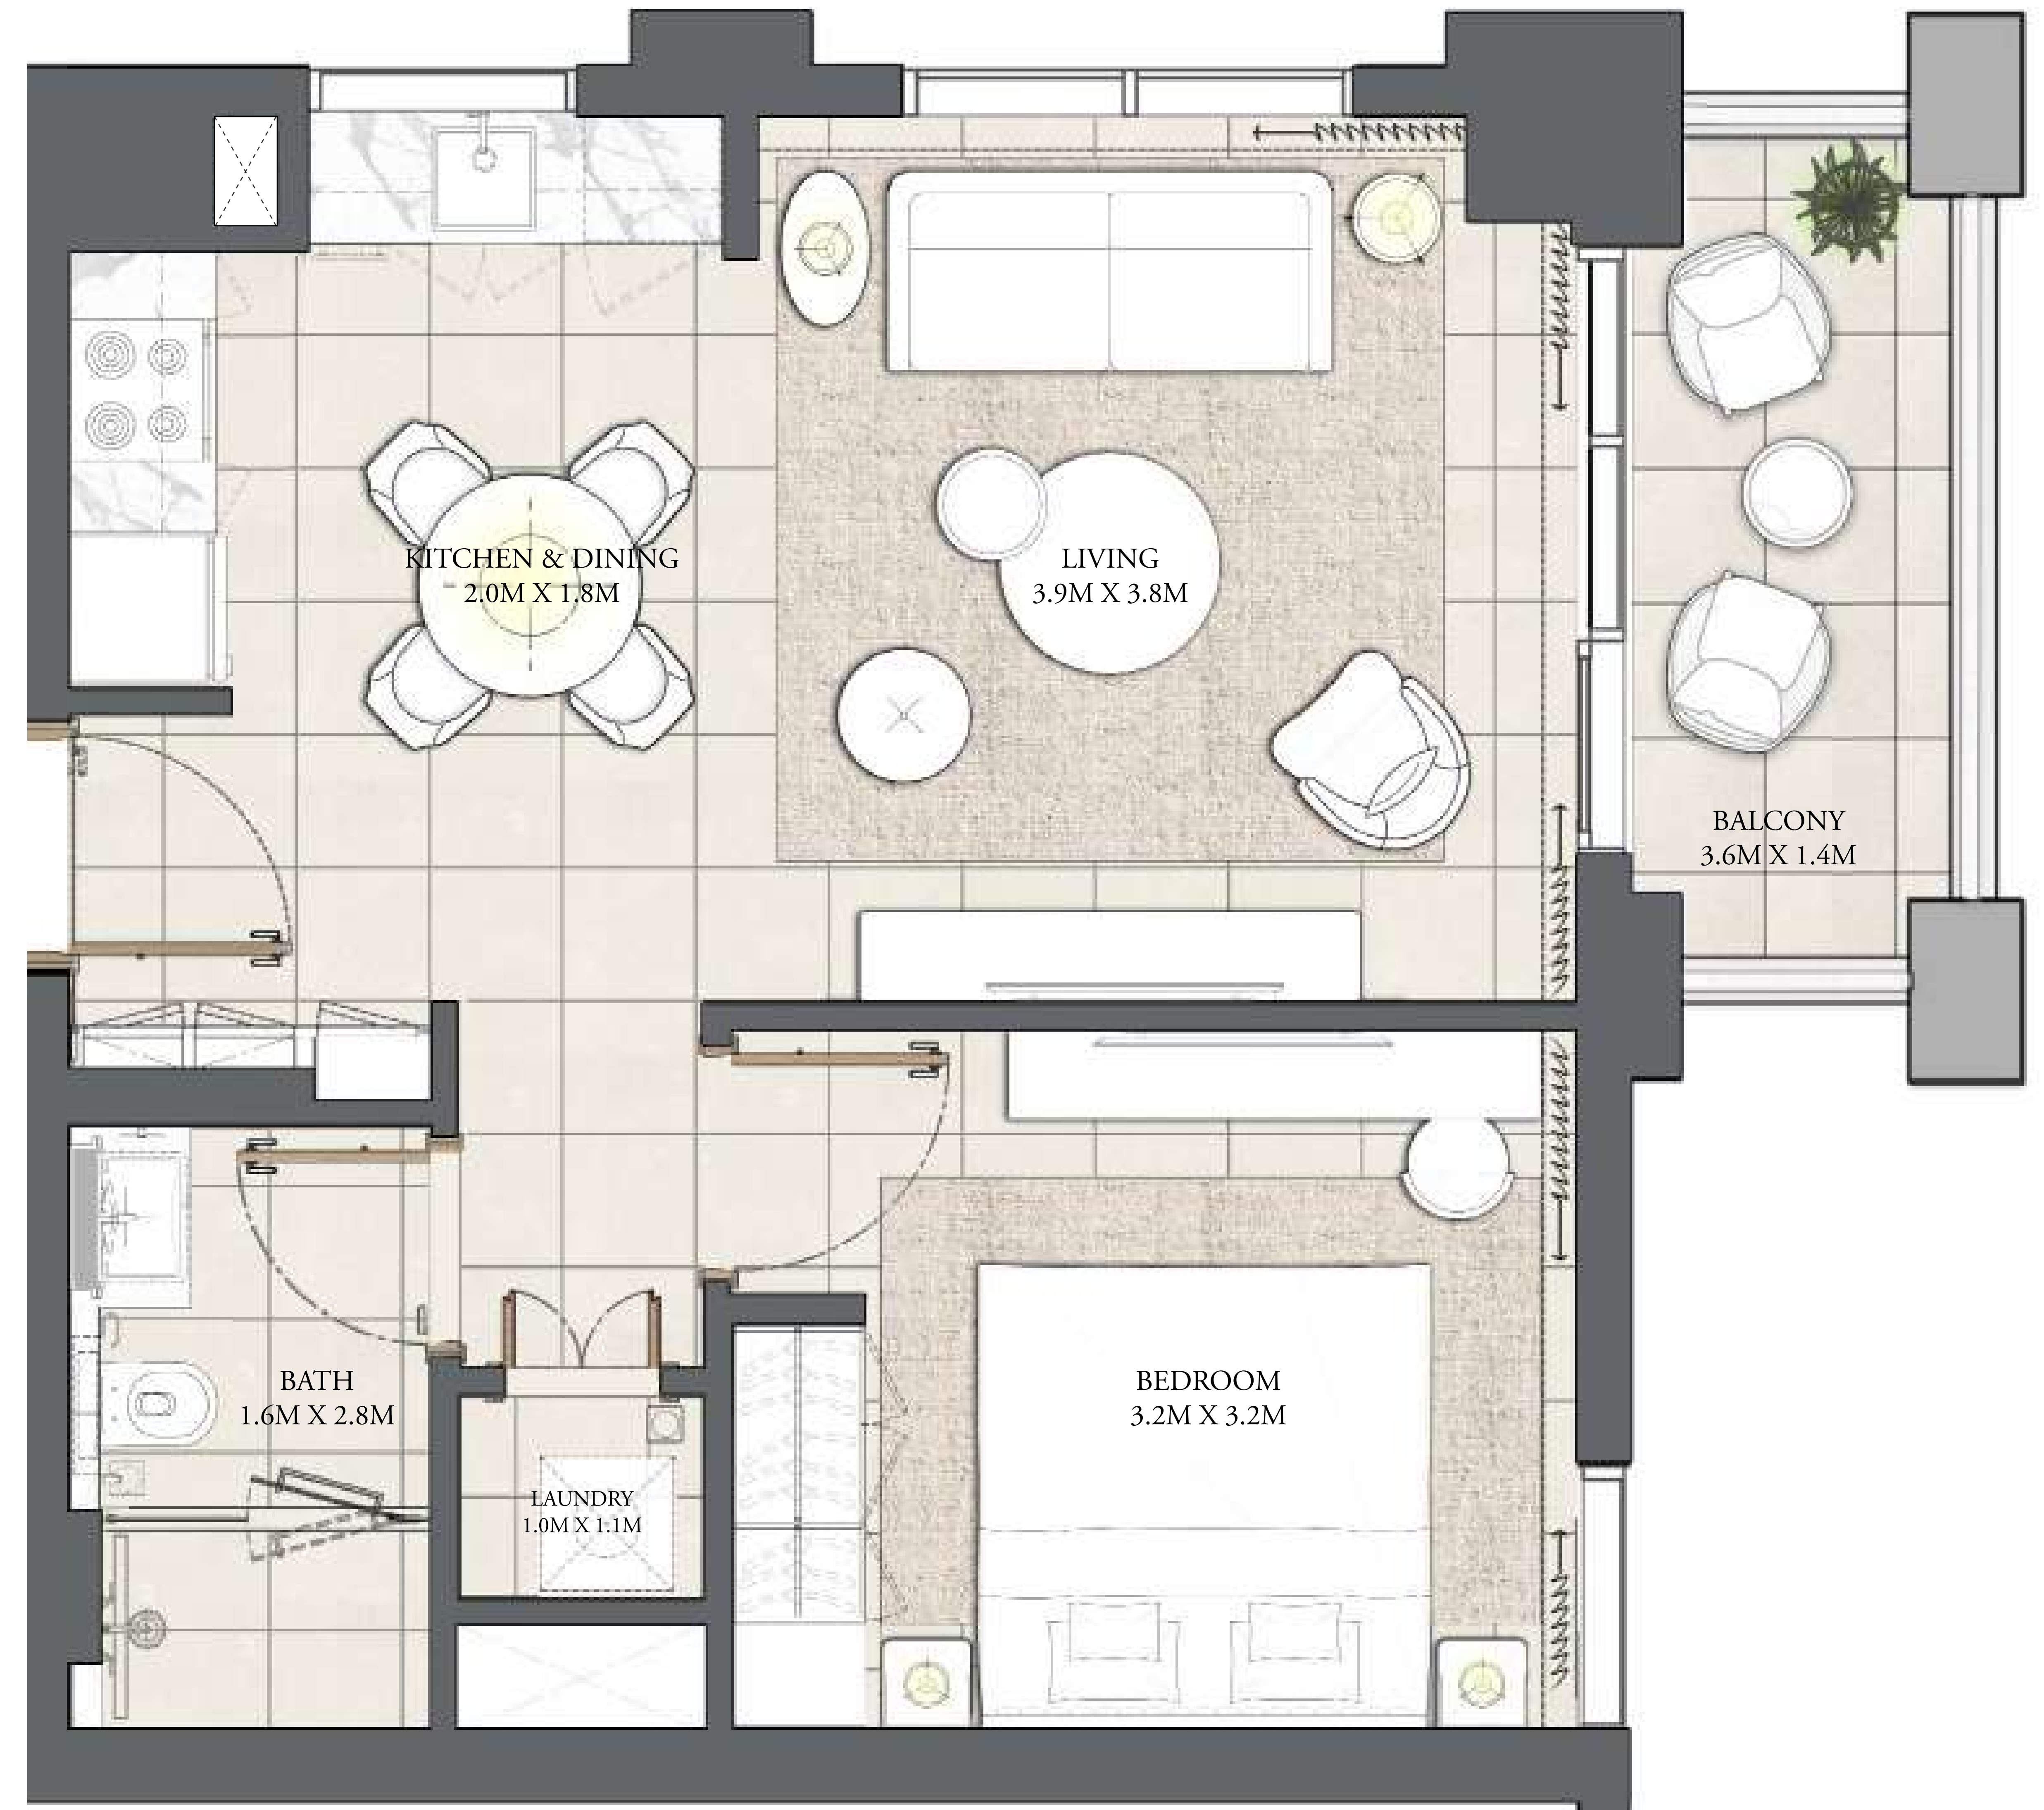 KITCHEN & DINING
2.0M X 1.8M
LIVING
3.9M X 3.8M
BALCONY
3.6M X 1.4M
BATH
1.6M X 2.8M
BEDROOM
3.2M X 3.2M
LAUNDRY
1.0M X 1.1M